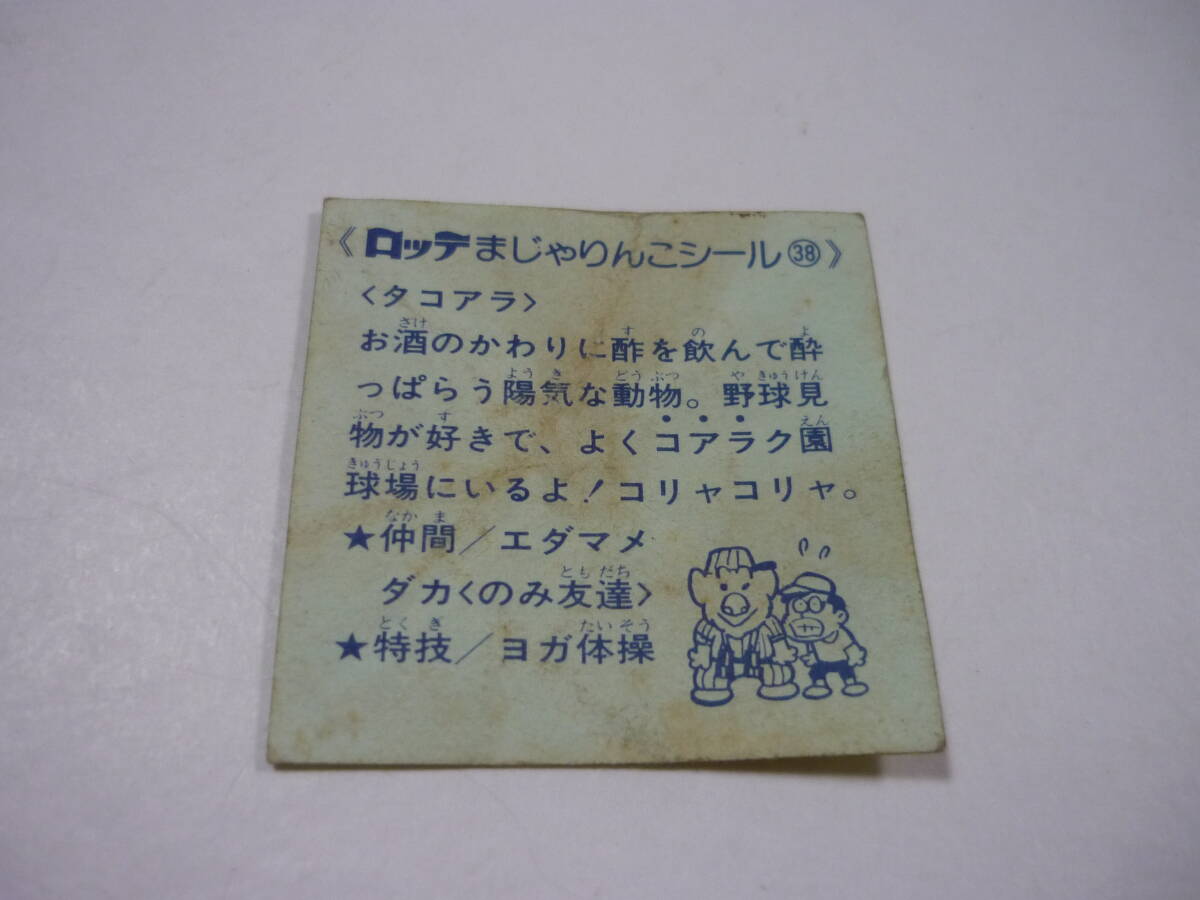 《ロッテまじゃりんこシール㊳》
〈タコアラ〉
お酒のかわりに酢を飲んで酔
っぱらう陽気な動物。野球見
物が好きで、よくコアラク園
球場にいるよ!コリャコリャ。
★仲間/エダマメ
ダカ〈のみ友達〉
★特技/ヨガ体操